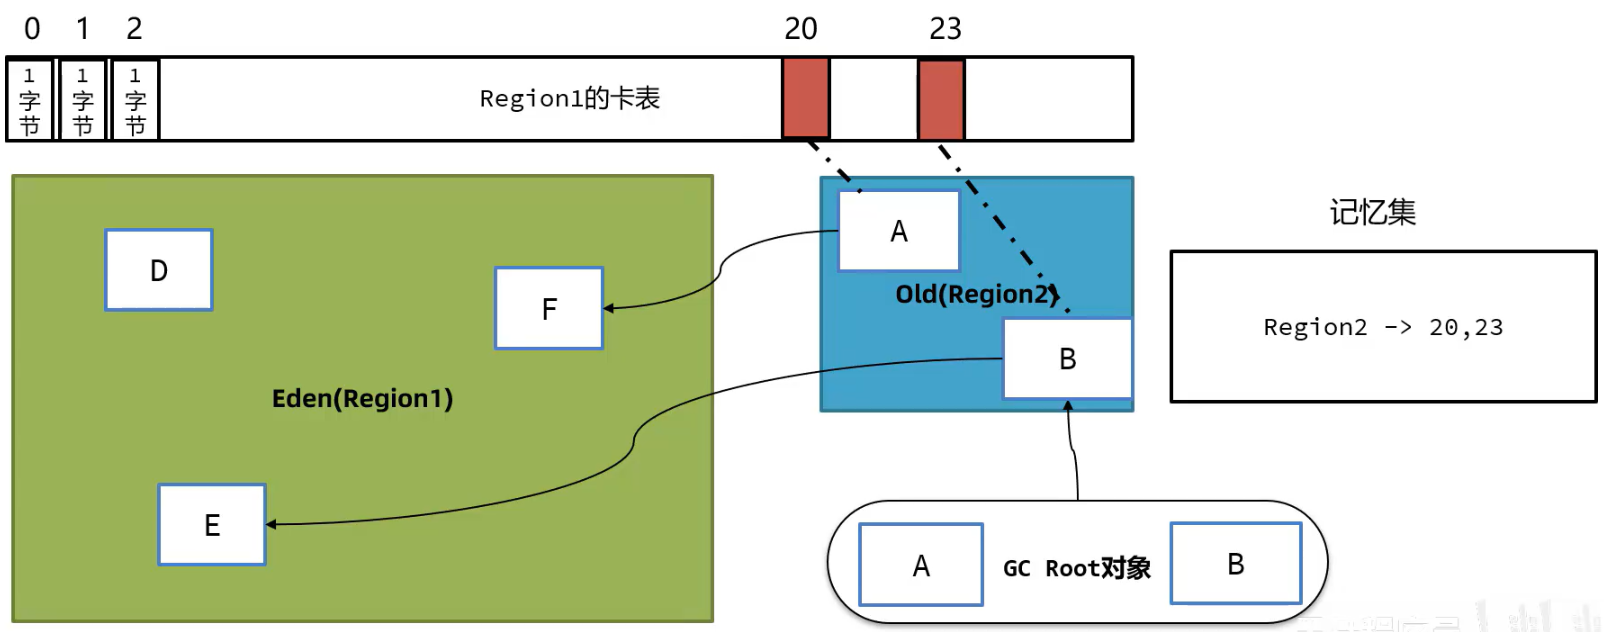 0 1 2 20 23
1字节 1字节 1字节
Region1的卡表
A
D
记忆集
F
Old(Region2)
Region2 -> 20,23
B
Eden(Region1)
E
A GC Root对象 B